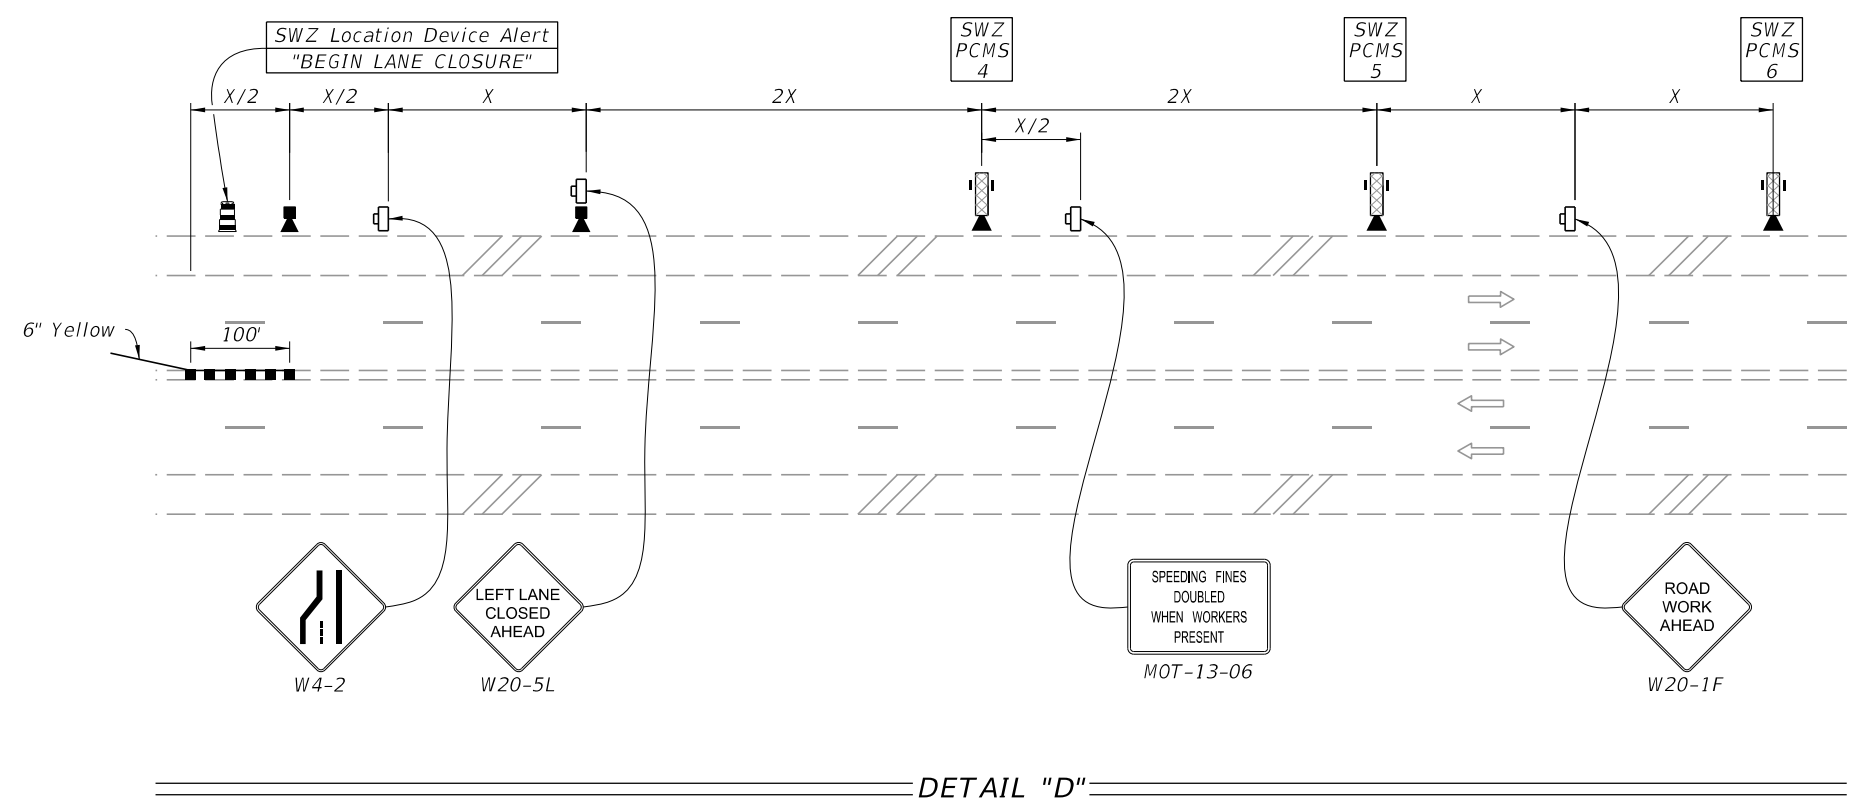 SWZ Location Device Alert
"BEGIN LANE CLOSURE"
SWZ
PCMS
4
SWZ
PCMS
5
SWZ
PCMS
6
X/2
X/2
X
2X
2X
X
X
X/2
6" Yellow
100'
LEFT LANE
CLOSED
AHEAD
SPEEDING FINES
DOUBLED
WHEN WORKERS
PRESENT
ROAD
WORK
AHEAD
W4-2
W20-5L
MOT-13-06
W20-1F
DETAIL "D"